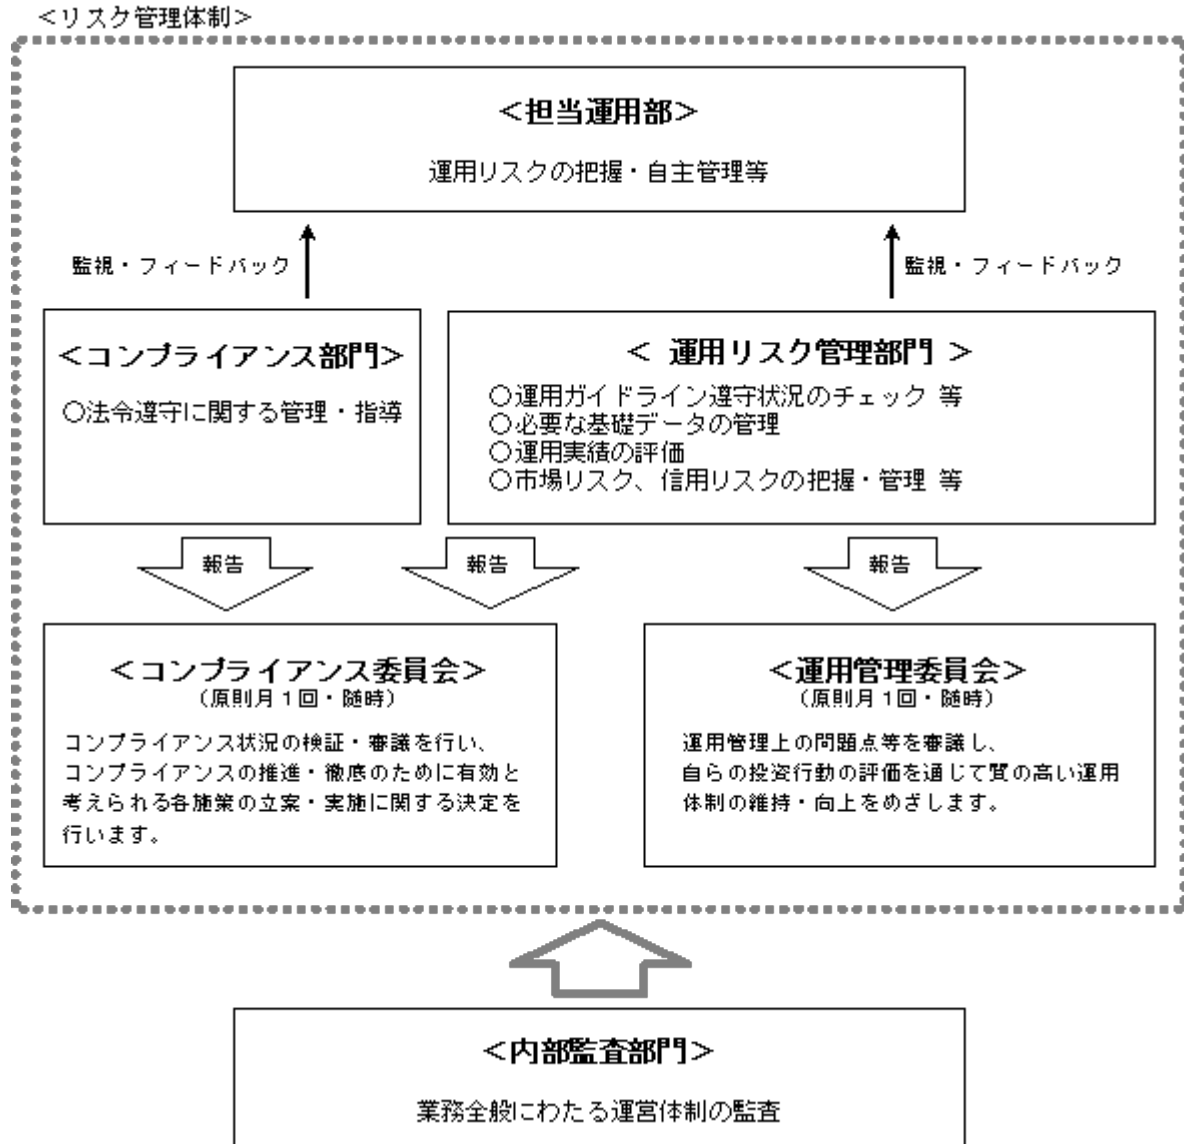 ＜リスク管理体制＞
＜担当運用部＞
運用リスクの把握・自主管理等
監視・フィードバック
監視・フィードバック
＜コンプライアンス部門＞
○法令遵守に関する管理・指導
＜ 運用リスク管理部門 ＞
○運用ガイドライン遵守状況のチェック 等
○必要な基礎データの管理
○運用実績の評価
○市場リスク、信用リスクの把握・管理 等
報告
報告
報告
＜コンプライアンス委員会＞
（原則月１回・随時）
コンプライアンス状況の検証・審議を行い、
コンプライアンスの推進・徹底のために有効と
考えられる各施策の立案・実施に関する決定を
行います。
＜運用管理委員会＞
（原則月１回・随時）
運用管理上の問題点等を審議し、
自らの投資行動の評価を通じて質の高い運用
体制の維持・向上をめざします。
＜内部監査部門＞
業務全般にわたる運営体制の監査